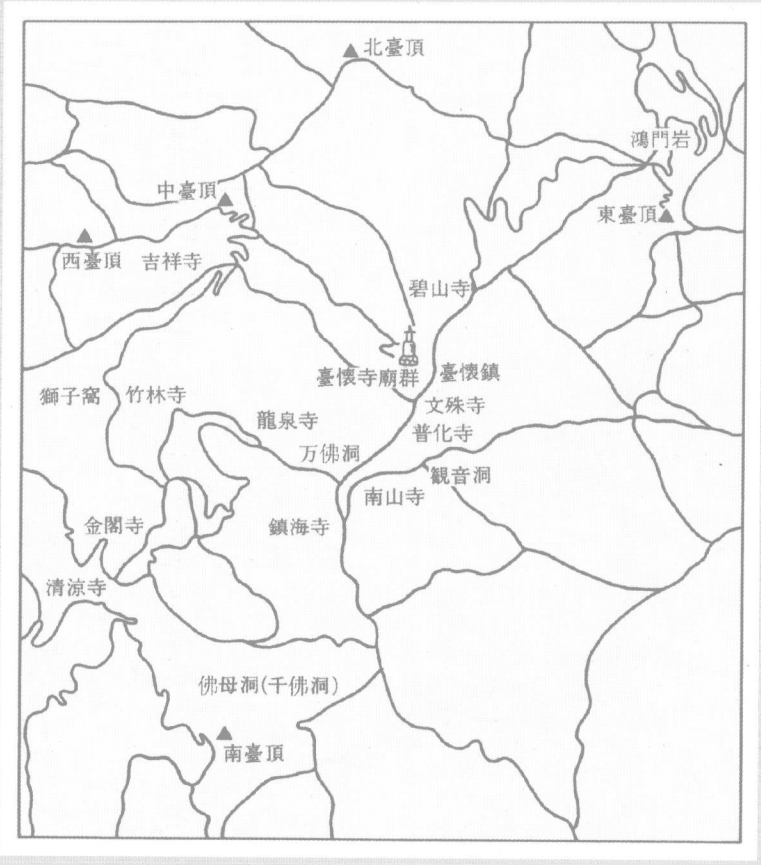 北臺頂
鴻門岩
中臺頂
東臺頂
西臺頂
吉祥寺
碧山寺
臺懷寺廟群
臺懷鎮
獅子窩
竹林寺
文殊寺
龍泉寺
普化寺
万佛洞
観音洞
南山寺
金閣寺
鎮海寺
清涼寺
佛母洞(千佛洞)
南臺頂